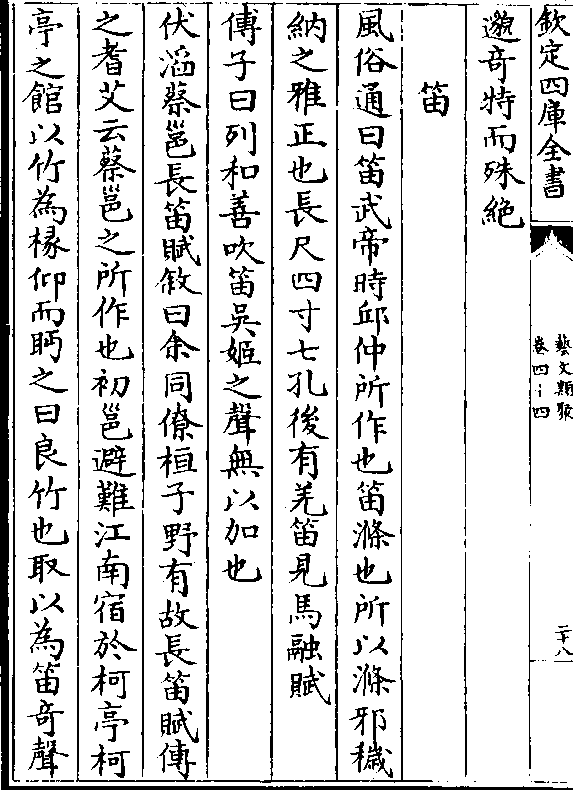 欽定四庫全書
藝文類聚
卷四十四
二十八
邈奇特而殊絶
笛
風俗通曰笛武帝時邱仲所作也笛滌也所以滌邪穢
納之雅正也長尺四寸七孔後有羌笛見馬融賦
傅子曰列和善吹笛吳姬之聲無以加也
伏滔蔡邕長笛賦敘曰余同僚桓子野有故長笛賦傳
之耆艾云蔡邕之所作也初邕避難江南宿於柯亭柯
亭之館以竹為椽仰而眄之曰良竹也取以為笛奇聲